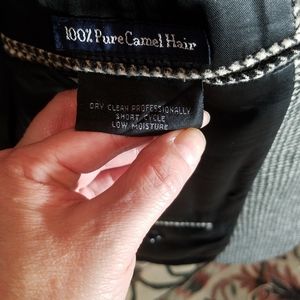 100% Pure Camel Hair
DRY CLEAN PROFESSIONALLY
SHORT CYCLE
LOW MOISTURE